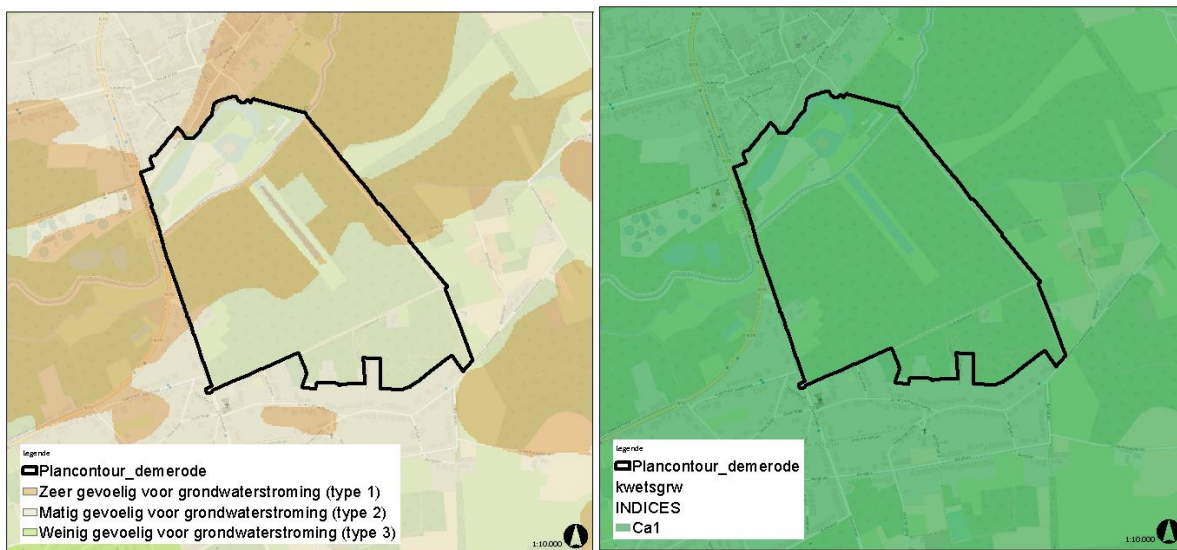 Legende
Plancontour_demerode
Zeer gevoelig voor grondwaterstroming (type 1)
Matig gevoelig voor grondwaterstroming (type 2)
Weinig gevoelig voor grondwaterstroming (type 3)
1:10.000
Legende
Plancontour_demerode
kwetsgrw
INDICES
Ca1
1:10.000